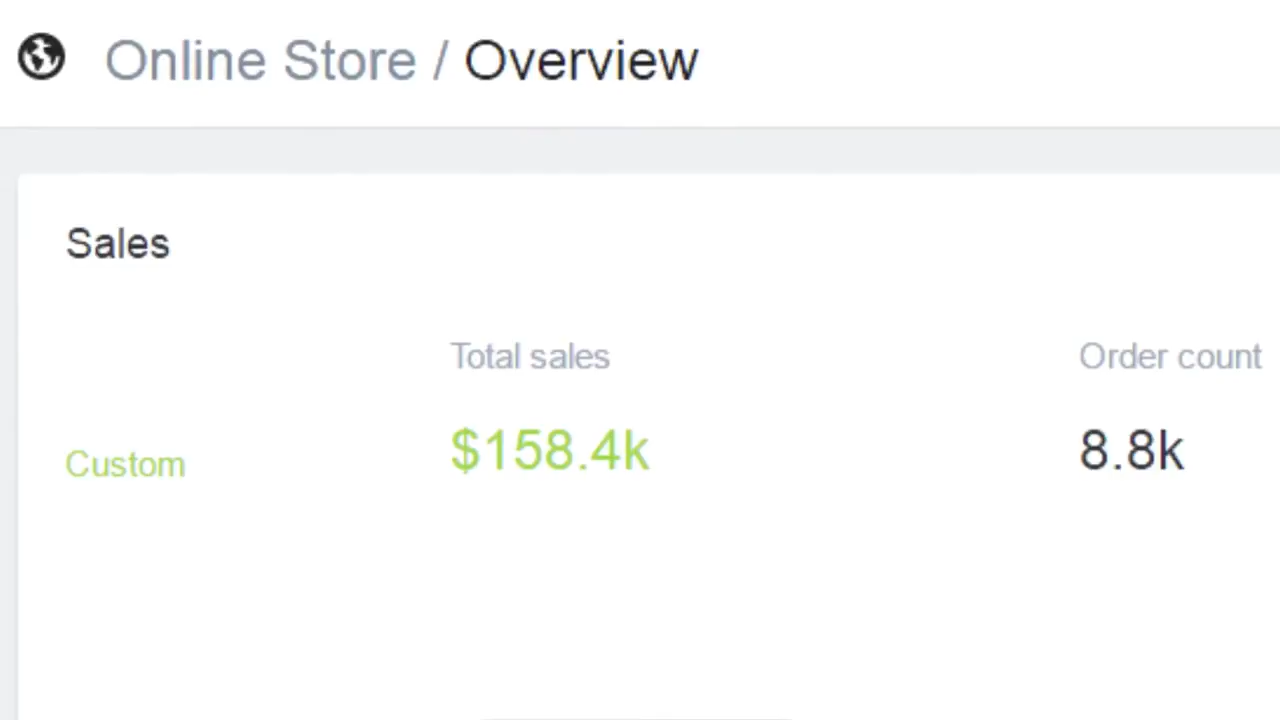 Online Store / Overview
Sales
Total sales Order count
Custom $158.4k 8.8k